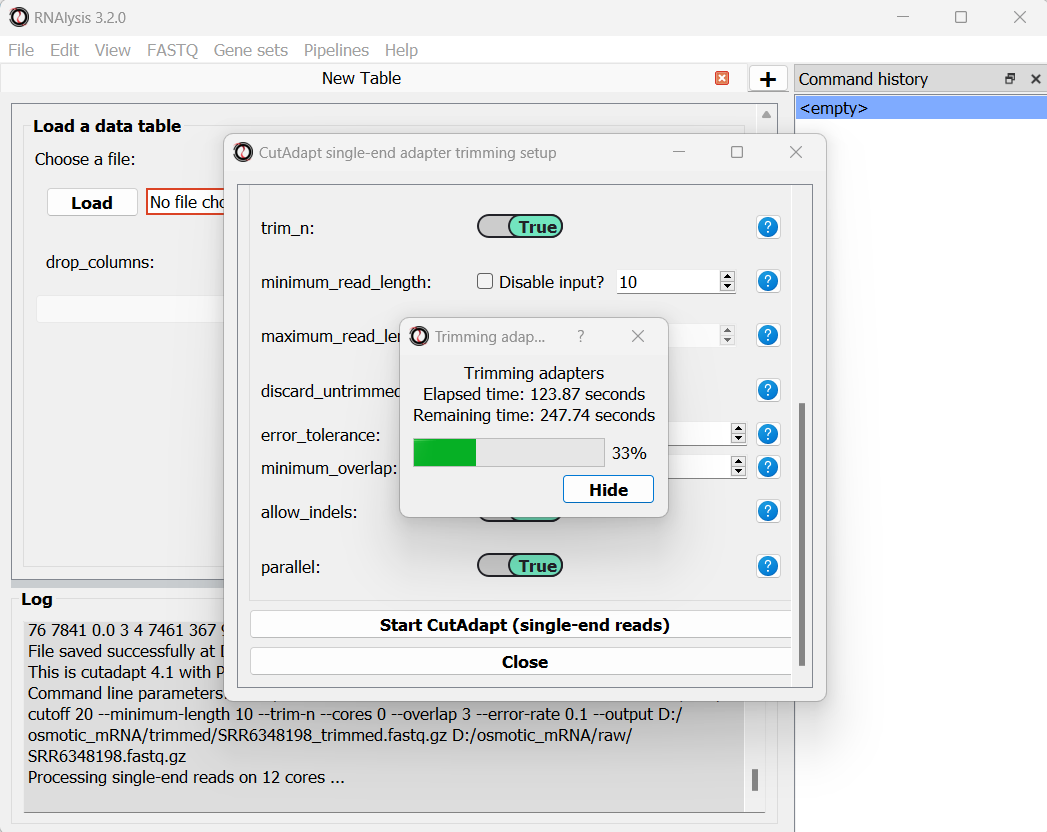 RNAlysis 3.2.0
File Edit View FASTQ Gene sets Pipelines Help
New Table
+
Command history
<empty>
Load a data table
Choose a file:
Load
No file
drop_columns:
CutAdapt single-end adapter trimming setup
trim_n:
True
?
minimum_read_length:
Disable input?
10
?
?
discard_untrimmed
?
error_tolerance:
?
minimum_overlap:
?
allow_indels:
?
parallel:
True
?
Start CutAdapt (single-end reads)
Close
Trimming adap...
?
Trimming adapters
Elapsed time: 123.87 seconds
Remaining time: 247.74 seconds
33%
Hide
Log
76 7841 0.0 3 4 7461 367
File saved successfully at
This is cutadapt 4.1 with
Command line parameters:
cutoff 20 --minimum-length 10 --trim-n --cores 0 --overlap 3 --error-rate 0.1 --output D:/
osmotic_mRNA/trimmed/SRR6348198_trimmed.fastq.gz D:/osmotic_mRNA/raw/
SRR6348198.fastq.gz
Processing single-end reads on 12 cores ...